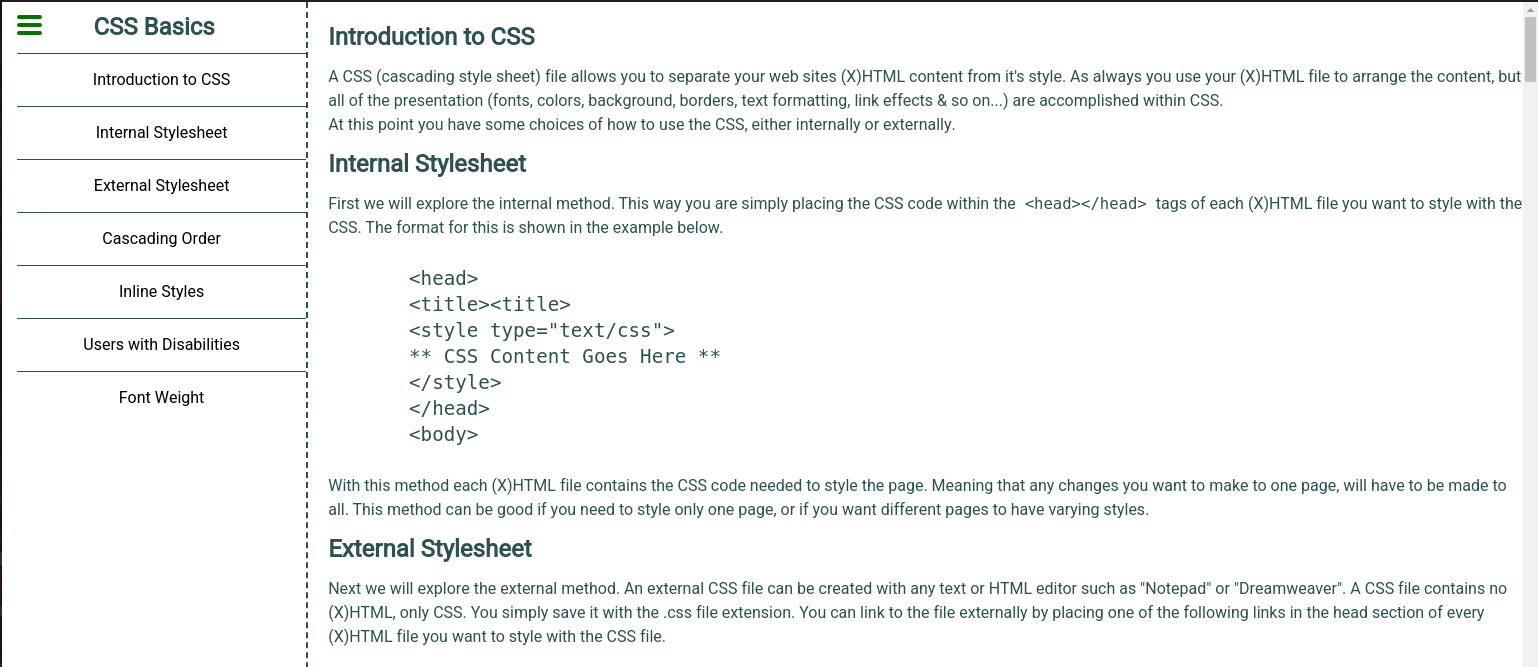 CSS Basics
Introduction to CSS
Internal Stylesheet
External Stylesheet
Cascading Order
Inline Styles
Users with Disabilities
Font Weight
Introduction to CSS
A CSS (cascading style sheet) file allows you to separate your web sites (X)HTML content from it's style. As always you use your (X)HTML file to arrange the content, but
all of the presentation (fonts, colors, background, borders, text formatting, link effects & so on...) are accomplished within CSS.
At this point you have some choices of how to use the CSS, either internally or externally.
Internal Stylesheet
First we will explore the internal method. This way you are simply placing the CSS code within the <head></head> tags of each (X)HTML file you want to style with the
CSS. The format for this is shown in the example below.
<head>
<title><title>
<style type="text/css">
** CSS Content Goes Here **
</style>
</head>
<body>
With this method each (X)HTML file contains the CSS code needed to style the page. Meaning that any changes you want to make to one page, will have to be made to
all. This method can be good if you need to style only one page, or if you want different pages to have varying styles.
External Stylesheet
Next we will explore the external method. An external CSS file can be created with any text or HTML editor such as "Notepad" or "Dreamweaver". A CSS file contains no
(X)HTML, only CSS. You simply save it with the .css file extension. You can link to the file externally by placing one of the following links in the head section of every
(X)HTML file you want to style with the CSS file.